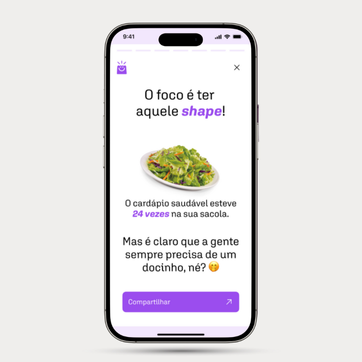 9:41
O foco é ter
aquele shape!
O cardápio saudável esteve
24 vezes na sua sacola.
Mas é claro que a gente
sempre precisa de um
docinho, né? 🤭
Compartilhar